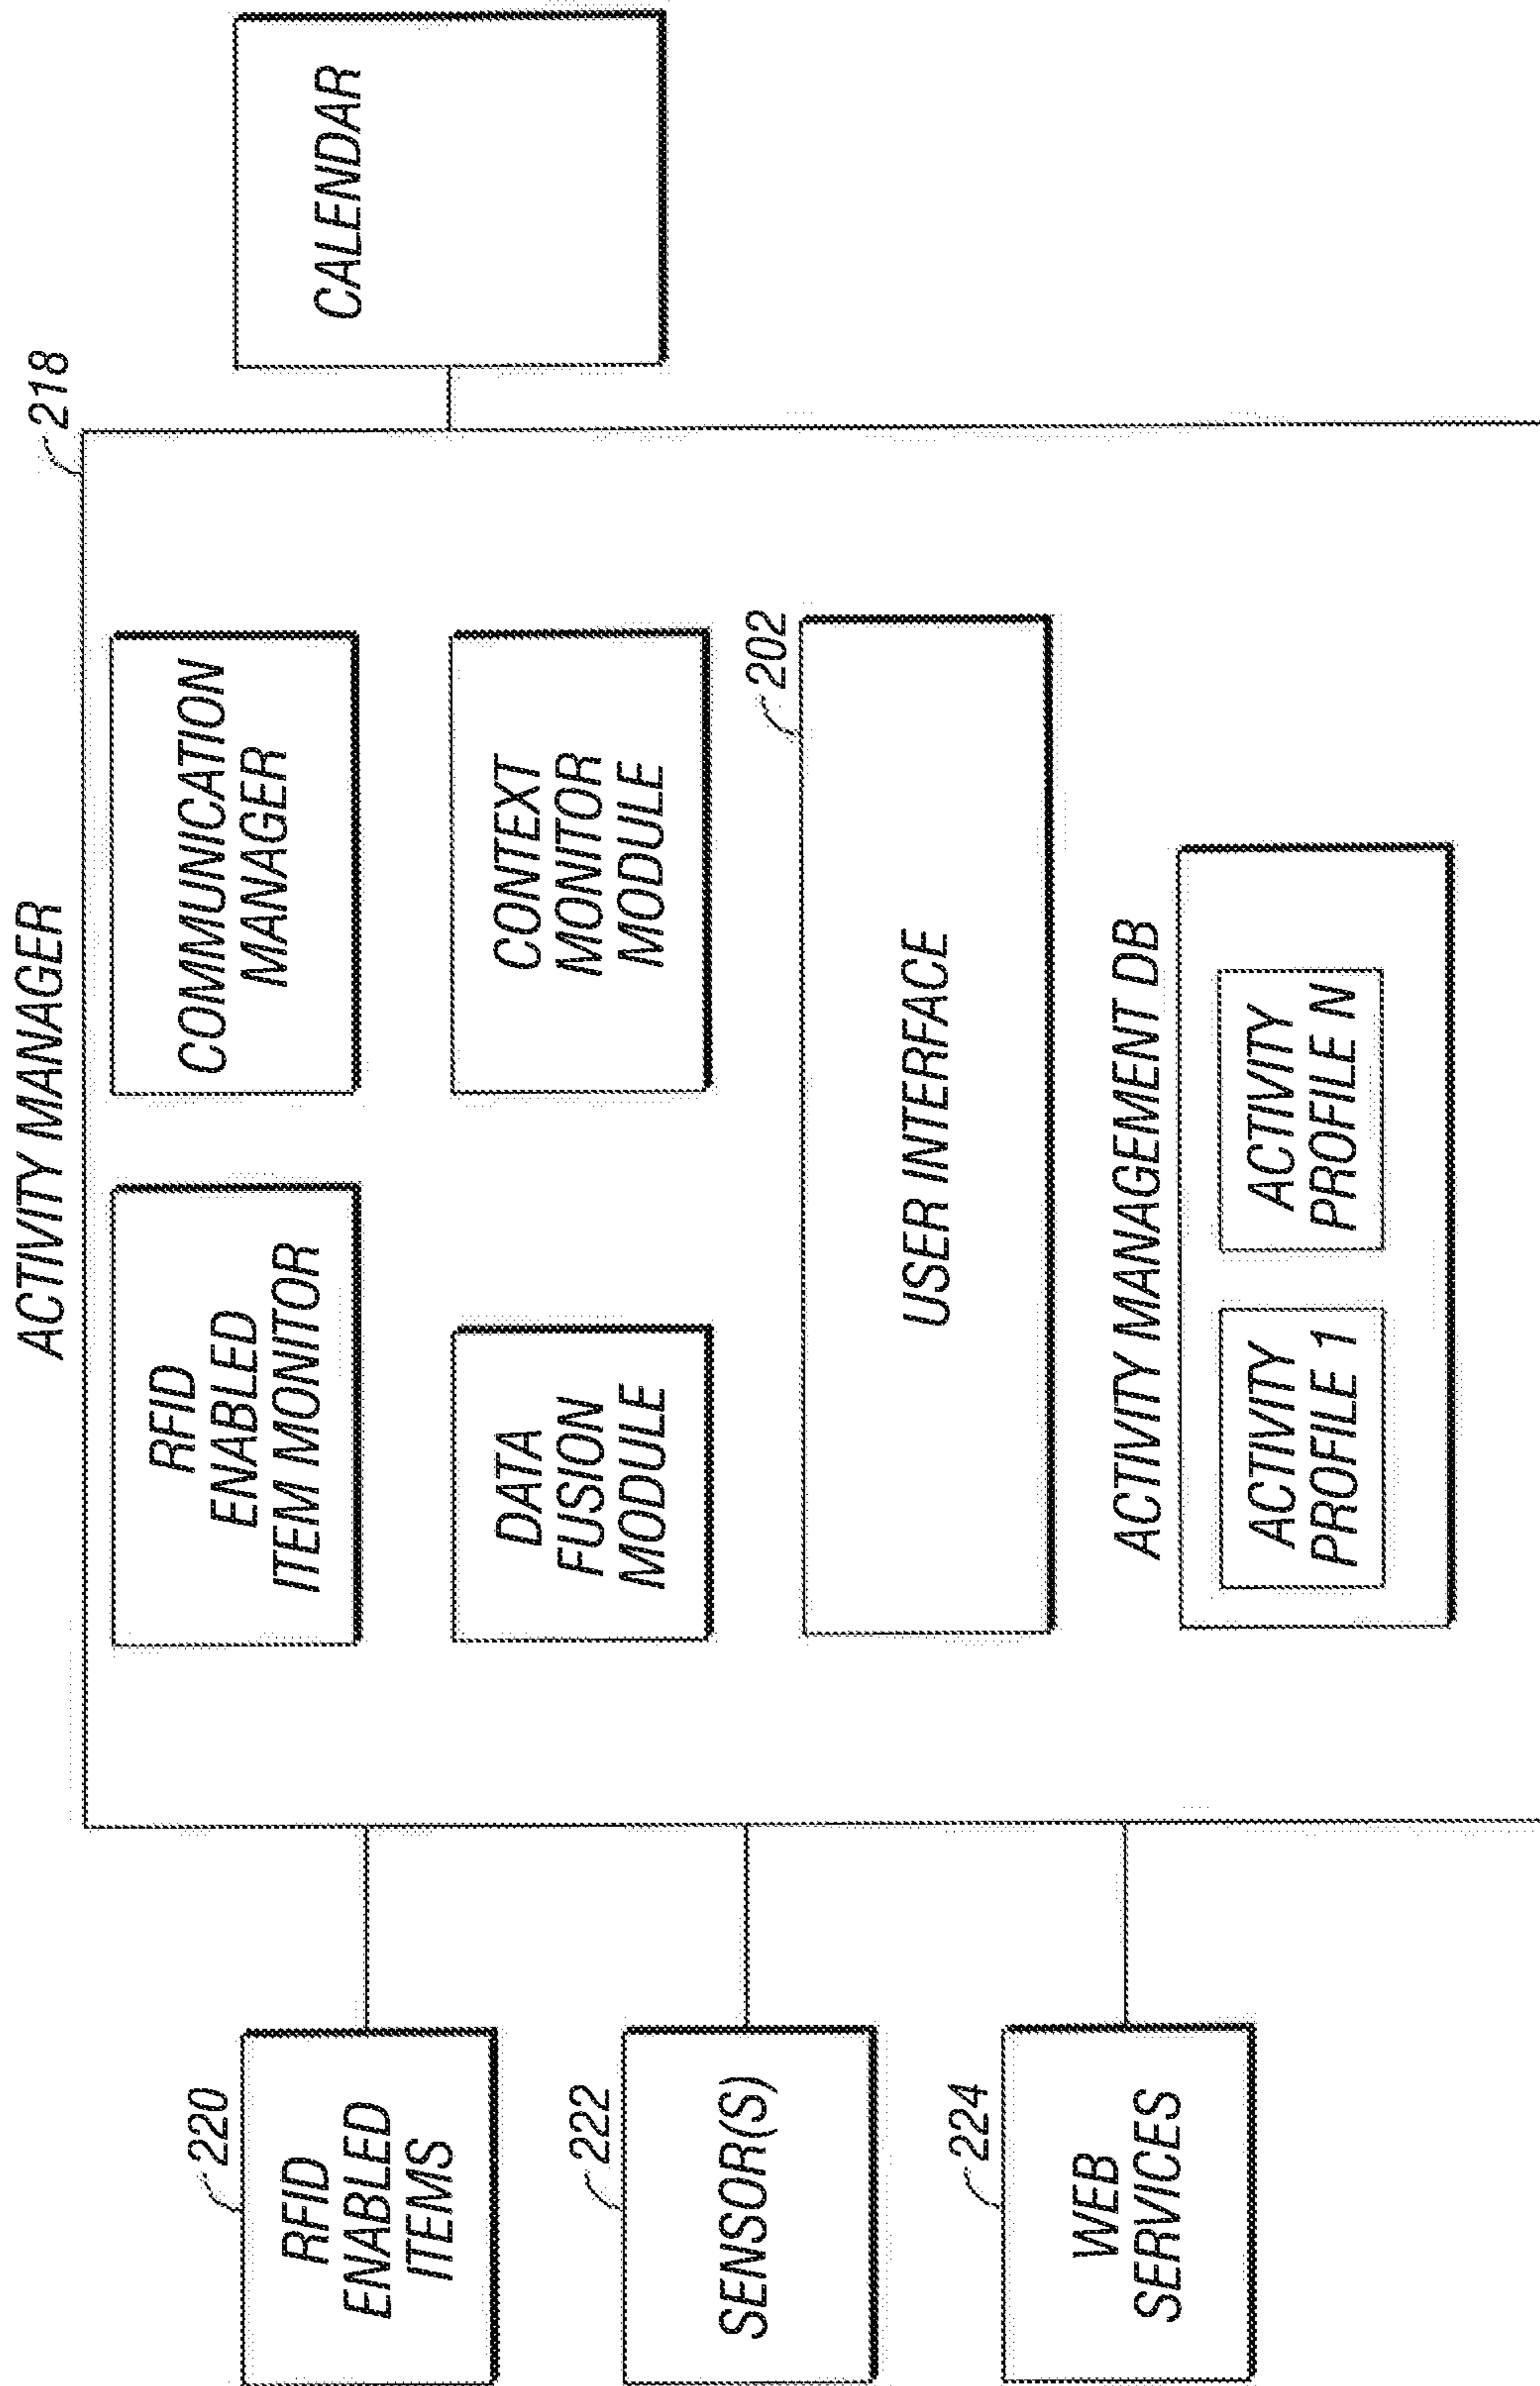 ACTIVITY MANAGER
218
RFID
ENABLED
ITEM MONITOR
COMMUNICATION
MANAGER
DATA
FUSION
MODULE
CONTEXT
MONITOR
MODULE
202
USER INTERFACE
ACTIVITY MANAGEMENT DB
ACTIVITY
PROFILE 1
ACTIVITY
PROFILE N
220
RFID
ENABLED
ITEMS
222
SENSOR(S)
224
WEB
SERVICES
CALENDAR